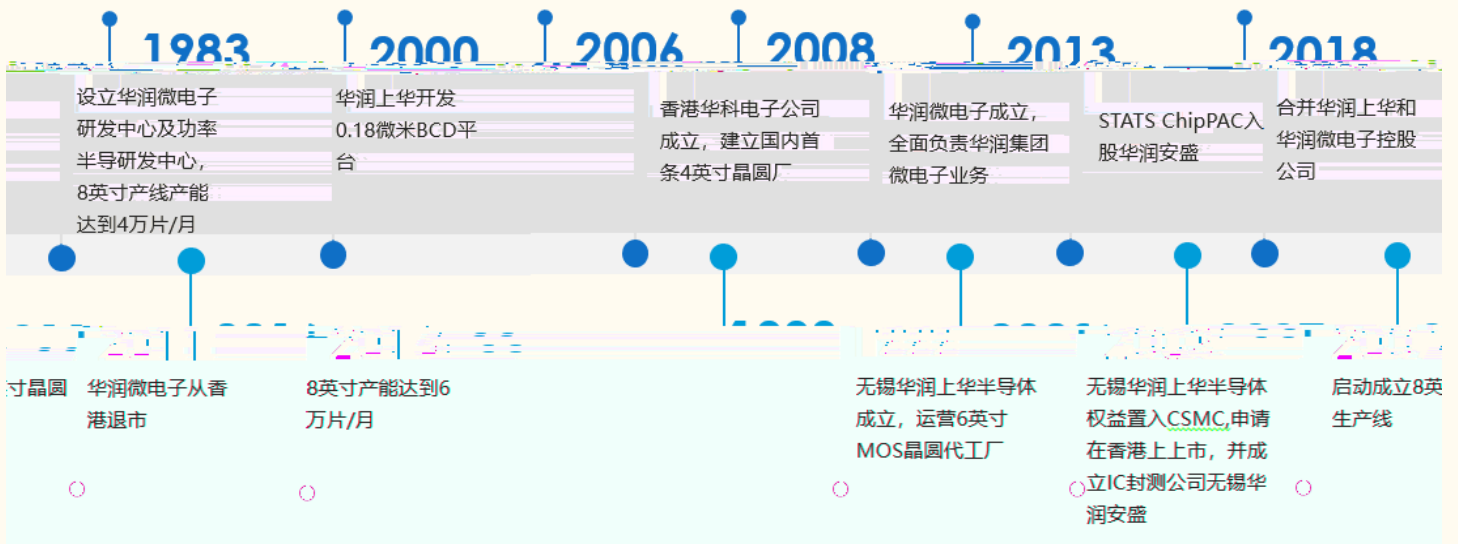 1983
2000
2006
2008
2013
2018
设立华润微电子
研发中心及功率
半导研发中心，
8英寸产线产能
达到4万片/月
华润上华开发
0.18微米BCD平
台
香港华科电子公司
成立，建立国内首
条4英寸晶圆厂
华润微电子成立，
全面负责华润集团
微电子业务
STATS ChipPAC入
股华润安盛
合并华润上华和
华润微电子控股
公司
寸晶圆
华润微电子从香
港退市
8英寸产能达到6
万片/月
无锡华润上华半导体
成立，运营6英寸
MOS晶圆代工厂
无锡华润上华半导体
权益置入CSMC,申请
在香港上上市，并成
立IC封测公司无锡华
润安盛
启动成立8英
生产线